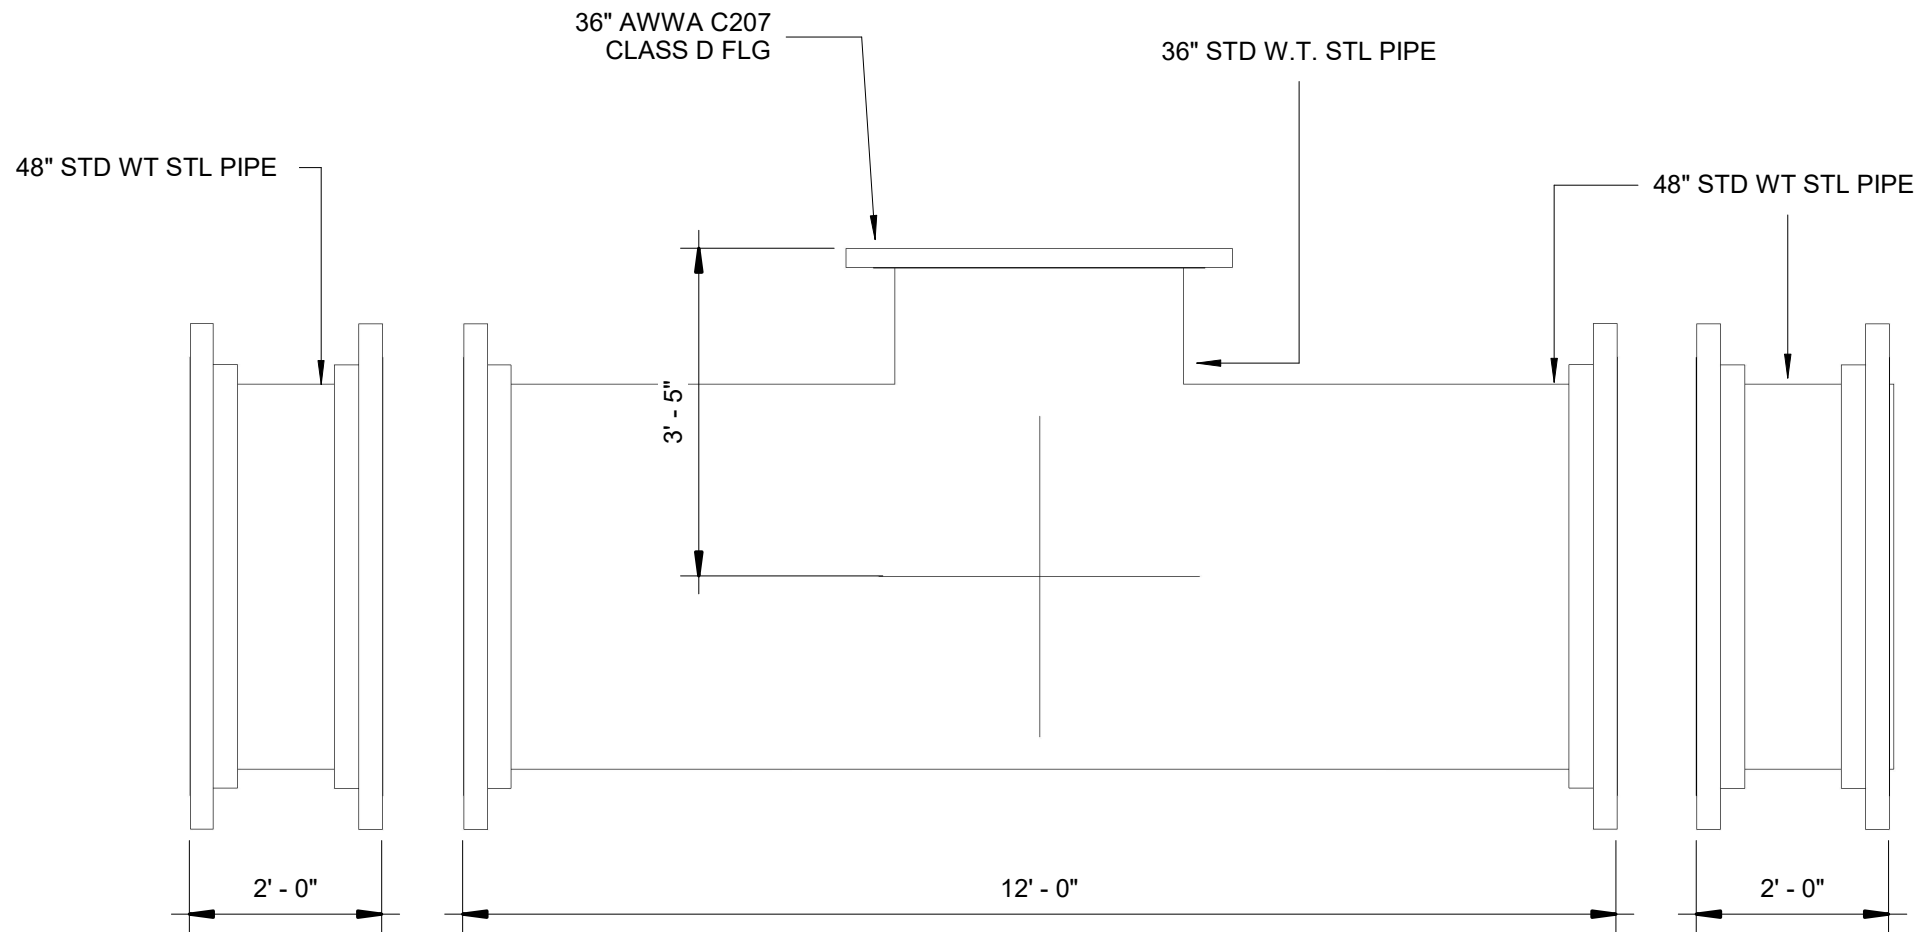 36" AWWA C207
CLASS D FLG
36" STD W.T. STL PIPE
48" STD WT STL PIPE
48" STD WT STL PIPE
3' - 5"
2' - 0"
12' - 0"
2' - 0"